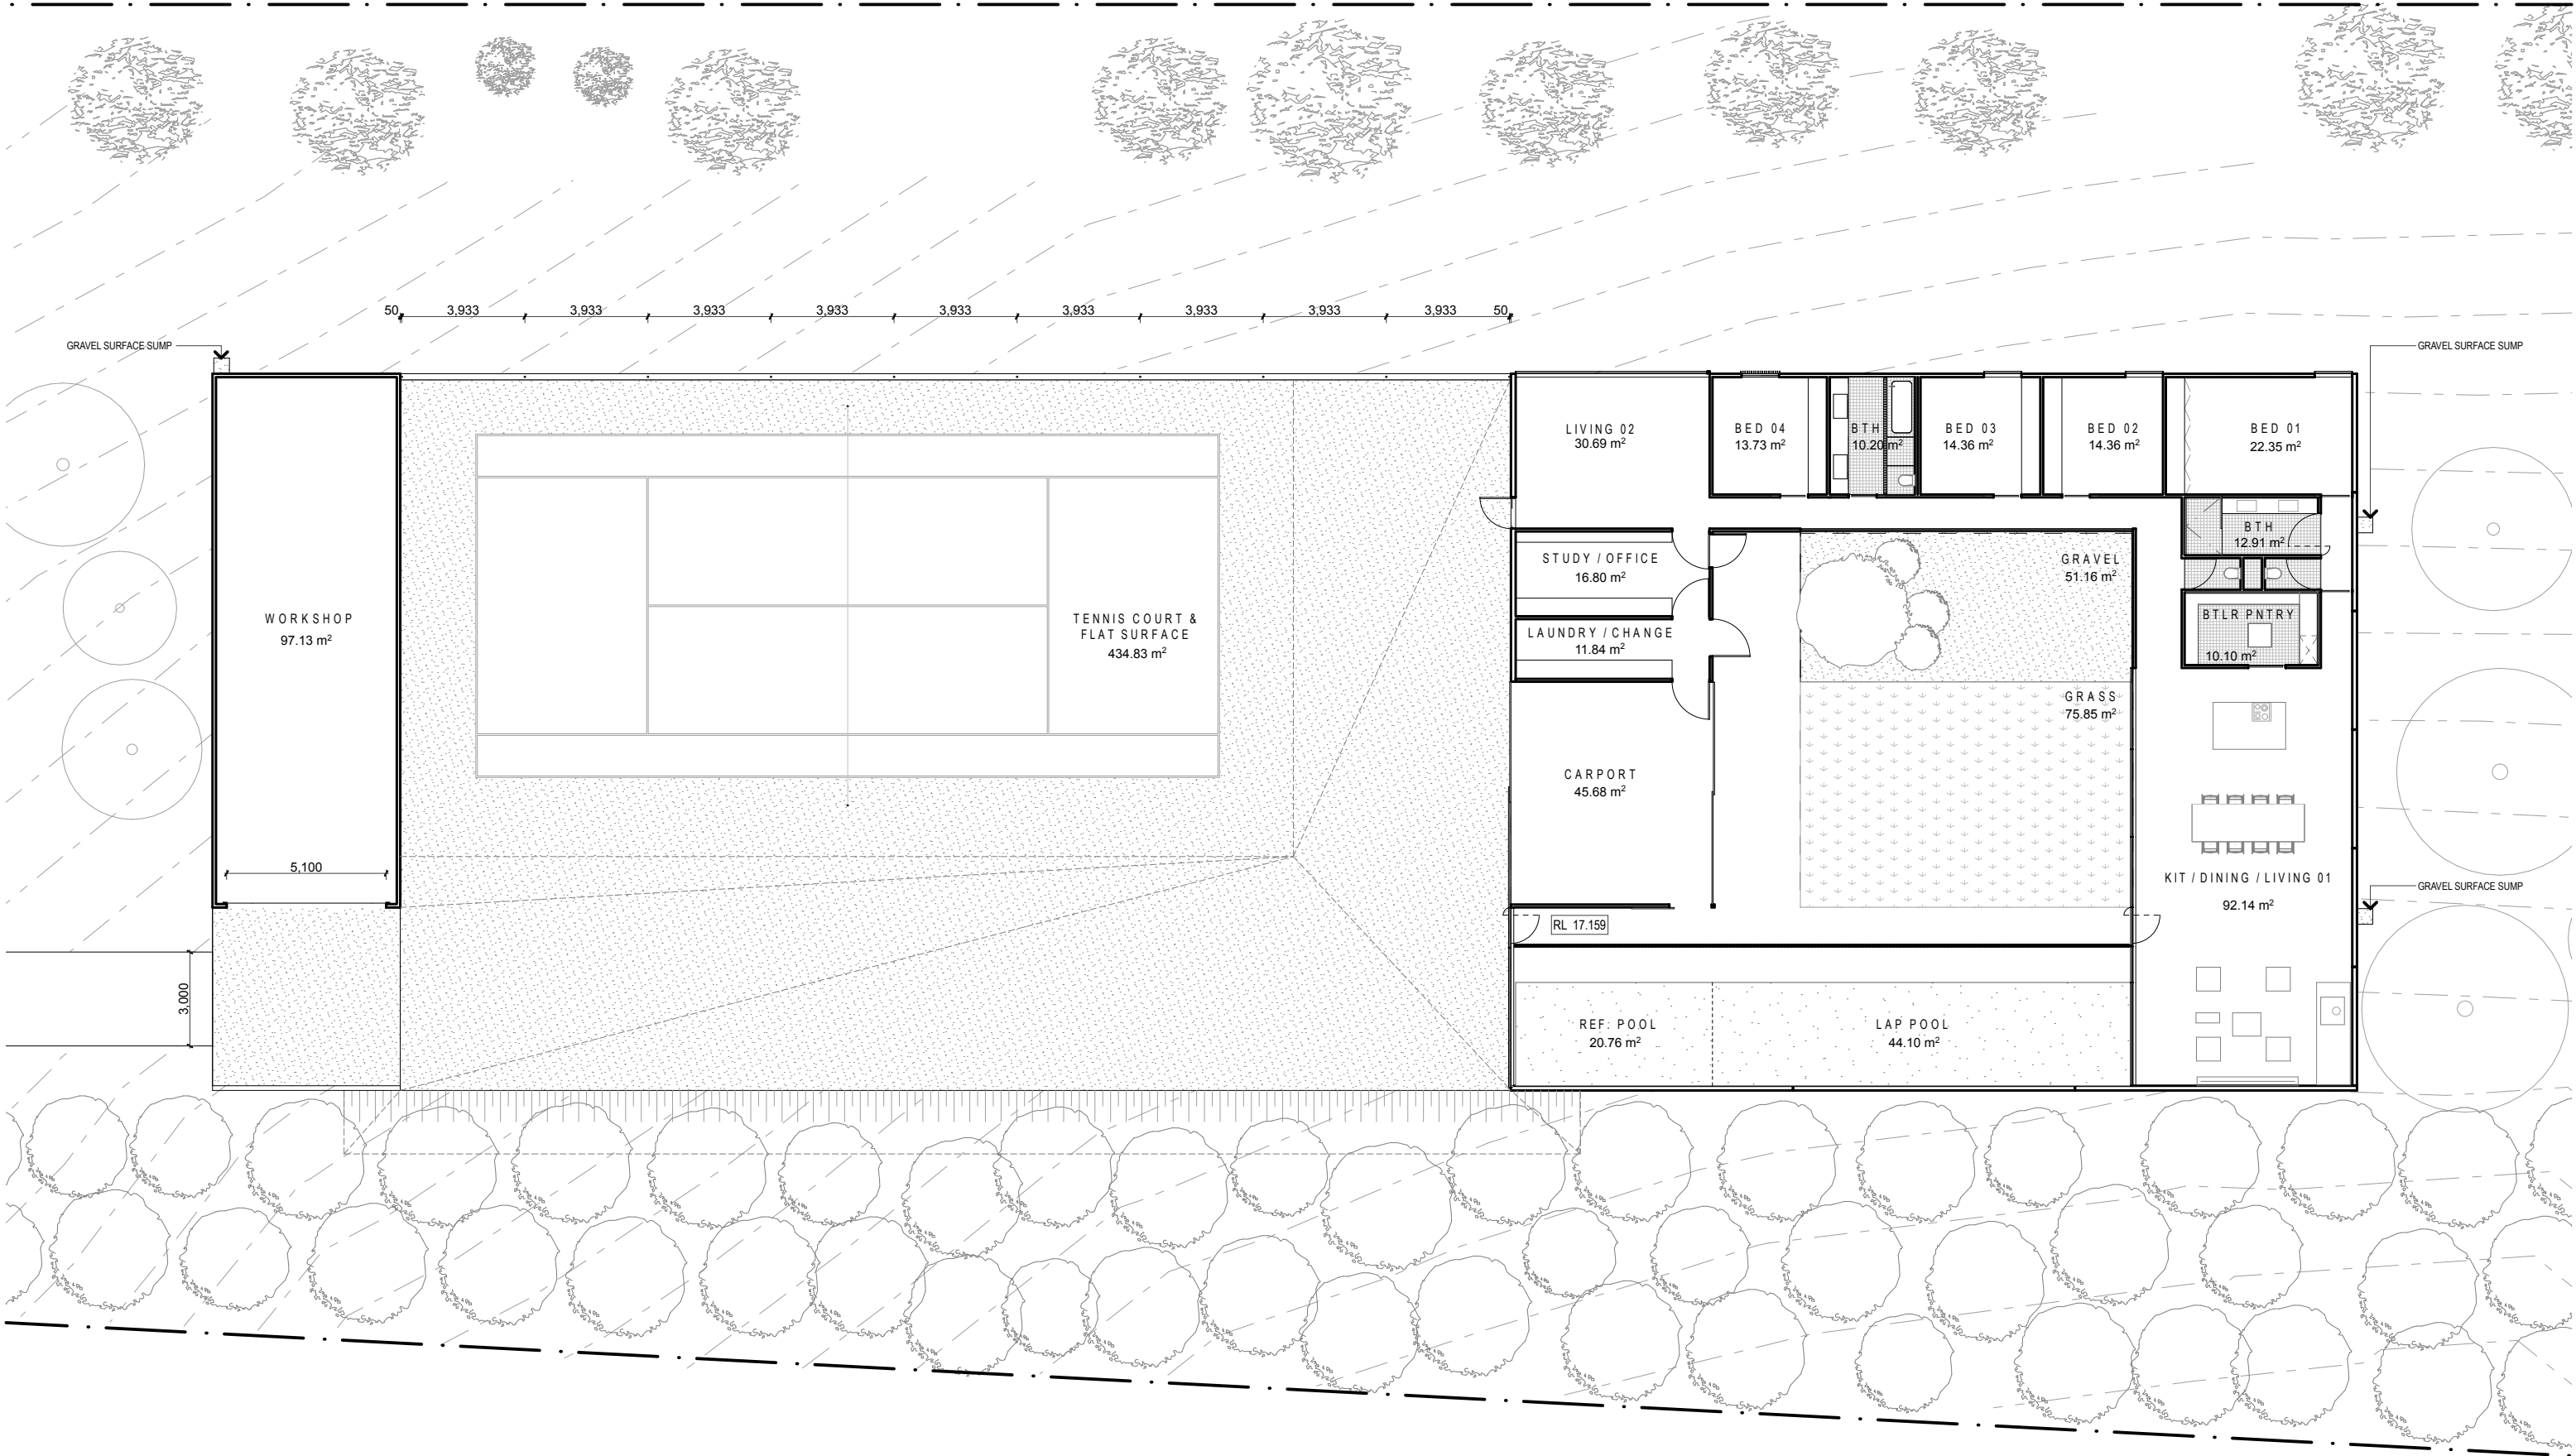 50 3,933 3,933 3,933 3,933 3,933 3,933 3,933 3,933 3,933 50
GRAVEL SURFACE SUMP
GRAVEL SURFACE SUMP
LIVING 02
30.69 m²
BED 04
13.73 m²
BTH
10.20 m²
BED 03
14.36 m²
BED 02
14.36 m²
BED 01
22.35 m²
BTH
12.91 m²
STUDY / OFFICE
16.80 m²
GRAVEL
51.16 m²
WORKSHOP
97.13 m²
TENNIS COURT &
FLAT SURFACE
434.83 m²
LAUNDRY / CHANGE
11.84 m²
BTLR PNTRY
10.10 m²
GRASS
75.85 m²
CARPORT
45.68 m²
5,100
KIT / DINING / LIVING 01
92.14 m²
GRAVEL SURFACE SUMP
RL 17.159
3,000
REF. POOL
20.76 m²
LAP POOL
44.10 m²